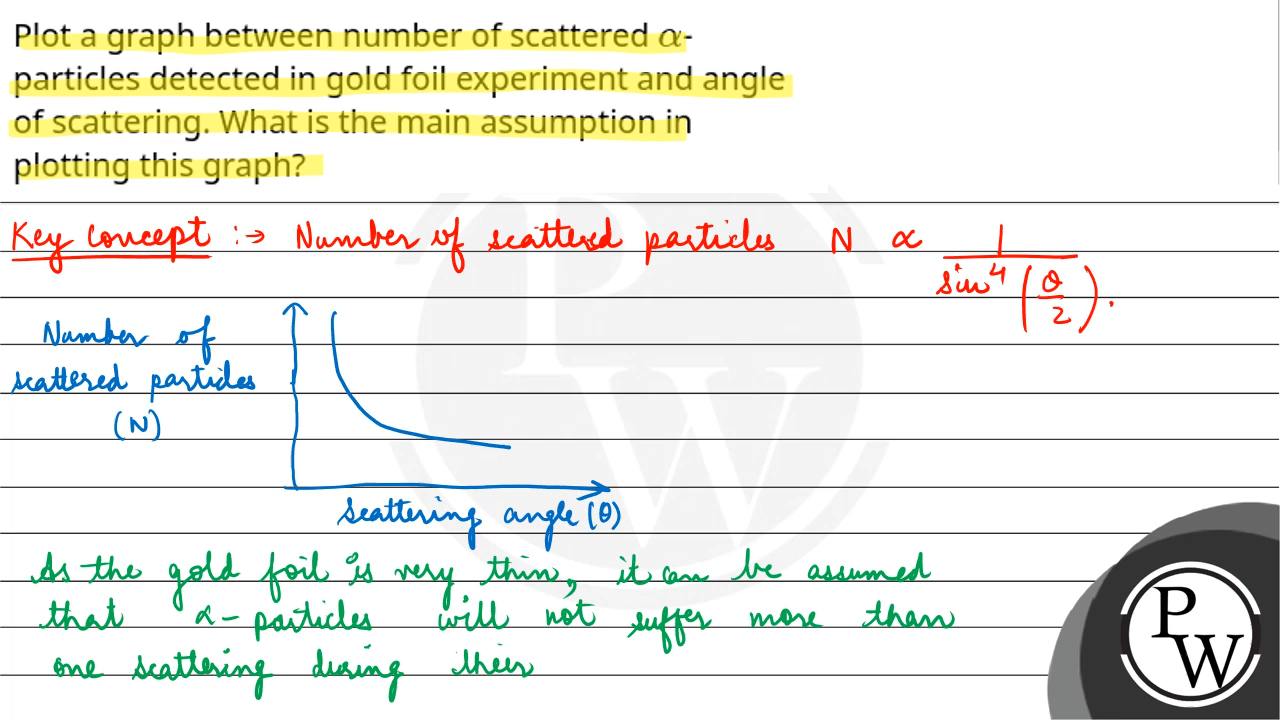 Plot a graph between number of scattered α-
particles detected in gold foil experiment and angle
of scattering. What is the main assumption in
plotting this graph?
Key concept :→ Number of scattered particles N ∝ 1/sin⁴(θ/2).
Number of
scattered particles
(N)
Scattering angle (θ)
As the gold foil is very thin, it can be assumed
that α-particles will not suffer more than
one scattering during their
PW
PW